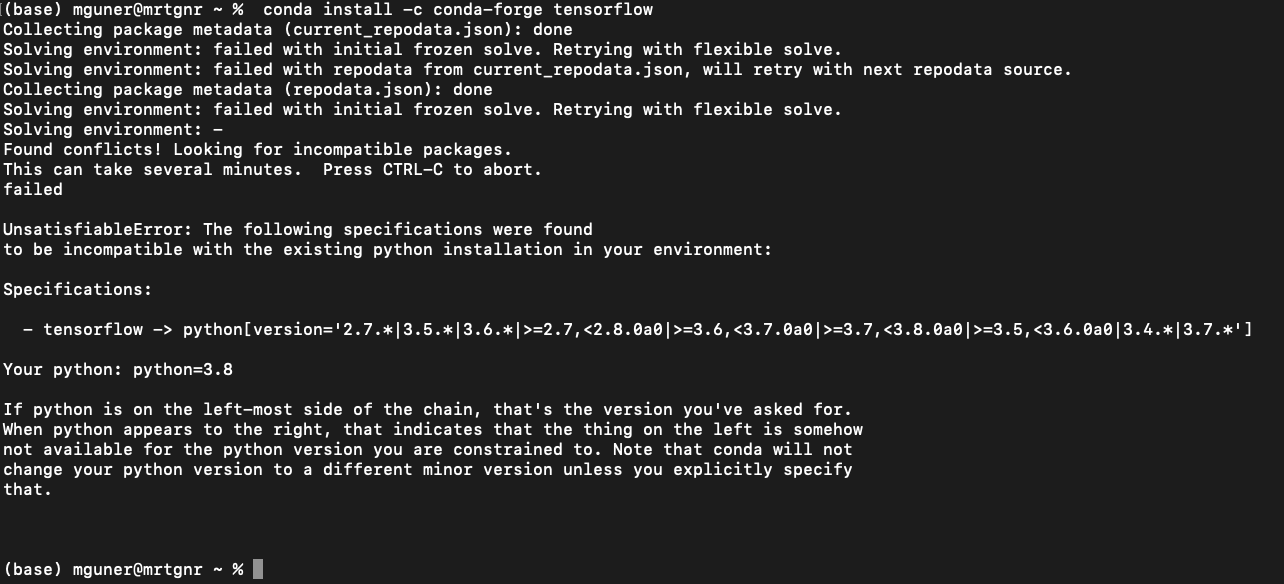 (base) mguner@mrtgnr ~ %  conda install -c conda-forge tensorflow
Collecting package metadata (current_repodata.json): done
Solving environment: failed with initial frozen solve. Retrying with flexible solve.
Solving environment: failed with repodata from current_repodata.json, will retry with next repodata source.
Collecting package metadata (repodata.json): done
Solving environment: failed with initial frozen solve. Retrying with flexible solve.
Solving environment: -
Found conflicts! Looking for incompatible packages.
This can take several minutes.  Press CTRL-C to abort.
failed

UnsatisfiableError: The following specifications were found
to be incompatible with the existing python installation in your environment:

Specifications:

  - tensorflow -> python[version='2.7.*|3.5.*|3.6.*|>=2.7,<2.8.0a0|>=3.6,<3.7.0a0|>=3.7,<3.8.0a0|>=3.5,<3.6.0a0|3.4.*|3.7.*']

Your python: python=3.8

If python is on the left-most side of the chain, that's the version you've asked for.
When python appears to the right, that indicates that the thing on the left is somehow
not available for the python version you are constrained to. Note that conda will not
change your python version to a different minor version unless you explicitly specify
that.

(base) mguner@mrtgnr ~ %